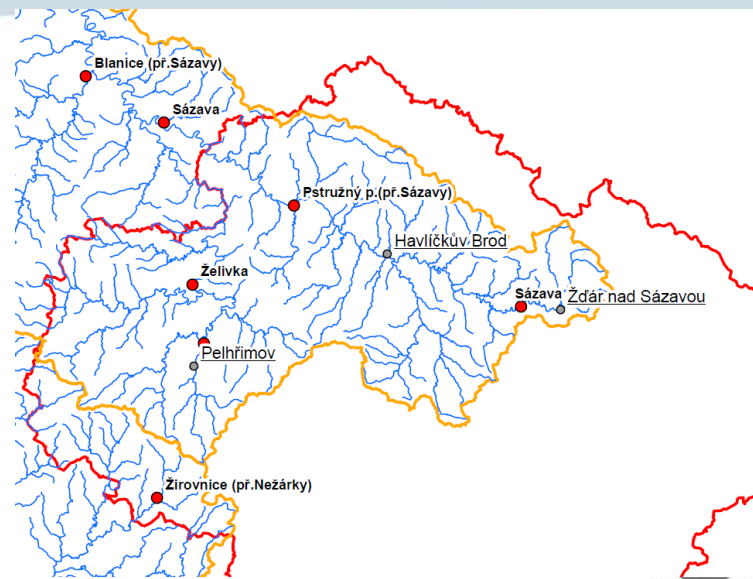 Blanice (př.Sázavy)
Sázava
Pstružný p.(př.Sázavy)
Havlíčkův Brod
Želivka
Sázava
Žďár nad Sázavou
Pelhřimov
Žirovnice (př.Nežárky)